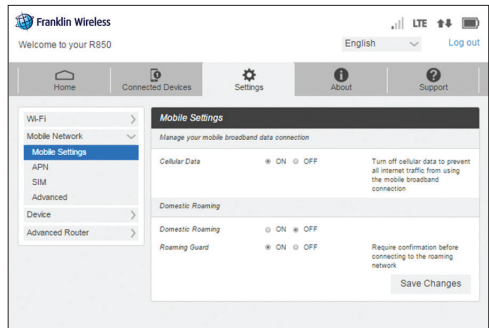 Franklin Wireless
LTE
Welcome to your R850
English
Log out
Home
Connected Devices
Settings
About
Support
Wi-Fi
Mobile Network
Mobile Settings
APN
SIM
Advanced
Device
Advanced Router
Mobile Settings
Manage your mobile broadband data connection
Cellular Data
ON OFF
Turn off cellular data to prevent
all internet traffic from using
the mobile broadband
connection
Domestic Roaming
Domestic Roaming
ON OFF
Roaming Guard
ON OFF
Require confirmation before
connecting to the roaming
network
Save Changes